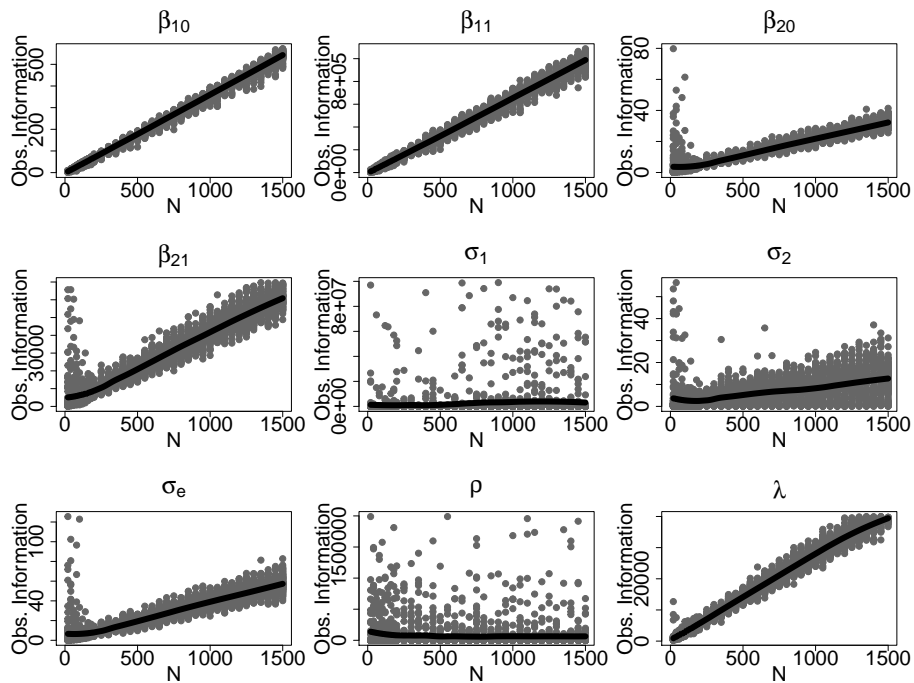 β10 β11 β20
Obs. Information 0 200 500
0 500 1000 1500
N
Obs. Information 0e+00 8e+05
0 500 1000 1500
N
Obs. Information 0 40 80
0 500 1000 1500
N
β21 σ1 σ2
Obs. Information 0 30000
0 500 1000 1500
N
Obs. Information 0e+00 8e+07
0 500 1000 1500
N
Obs. Information 0 20 40
0 500 1000 1500
N
σe ρ λ
Obs. Information 0 40 100
0 500 1000 1500
N
Obs. Information 0 1500000
0 500 1000 1500
N
Obs. Information 0 20000
0 500 1000 1500
N